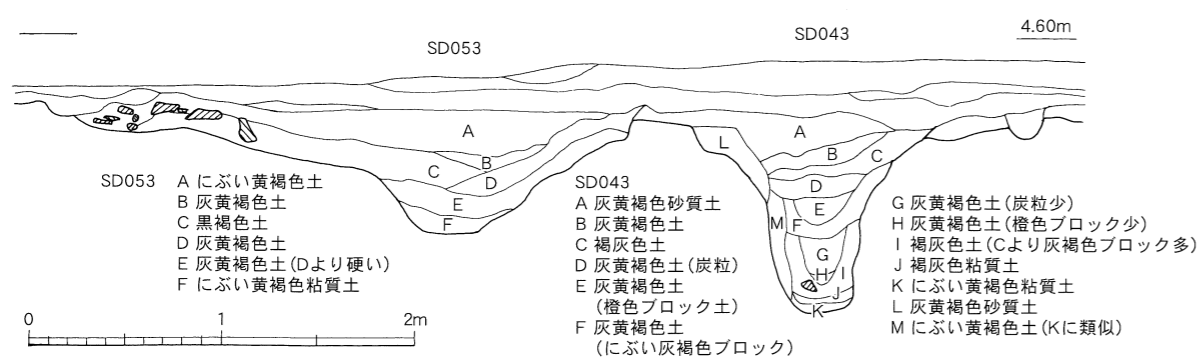 SD053
SD043
4.60m
A
B
C
D
E
F
L
A
B
C
D
E
M
F
G
H
I
J
K
SD053
A にぶい黄褐色土
B 灰黄褐色土
C 黒褐色土
D 灰黄褐色土
E 灰黄褐色土(Dより硬い)
F にぶい黄褐色粘質土
SD043
A 灰黄褐色砂質土
B 灰黄褐色土
C 褐灰色土
D 灰黄褐色土(炭粒)
E 灰黄褐色土
(橙色ブロック土)
F 灰黄褐色土
(にぶい灰褐色ブロック)
G 灰黄褐色土(炭粒少)
H 灰黄褐色土(橙色ブロック少)
I 褐灰色土(Cより灰褐色ブロック多)
J 褐灰色粘質土
K にぶい黄褐色粘質土
L 灰黄褐色砂質土
M にぶい黄褐色土(Kに類似)
0 1 2m